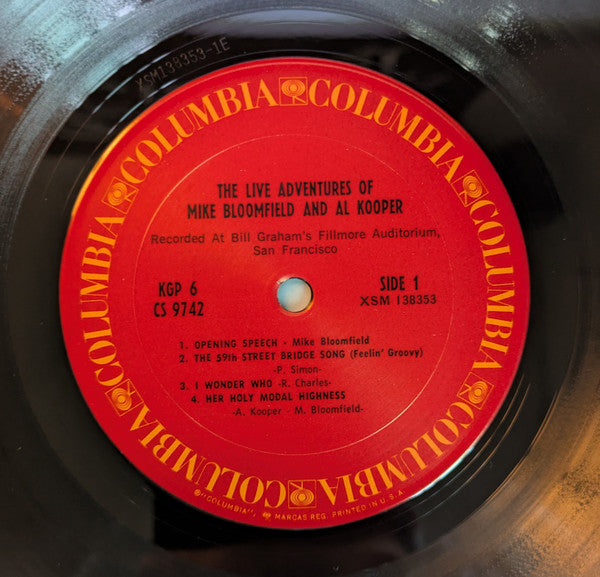 XSM138353-1E
COLUMBIA COLUMBIA COLUMBIA COLUMBIA COLUMBIA COLUMBIA
THE LIVE ADVENTURES OF
MIKE BLOOMFIELD AND AL KOOPER
Recorded At Bill Graham's Fillmore Auditorium,
San Francisco
KGP 6 SIDE 1
CS 9742 XSM 138353
1. OPENING SPEECH - Mike Bloomfield
2. THE 59th STREET BRIDGE SONG (Feelin' Groovy)
-P. Simon-
3. I WONDER WHO -R. Charles-
4. HER HOLY MODAL HIGHNESS
-A. Kooper - M. Bloomfield-
℗"COLUMBIA", MARCAS REG. PRINTED IN U.S.A.